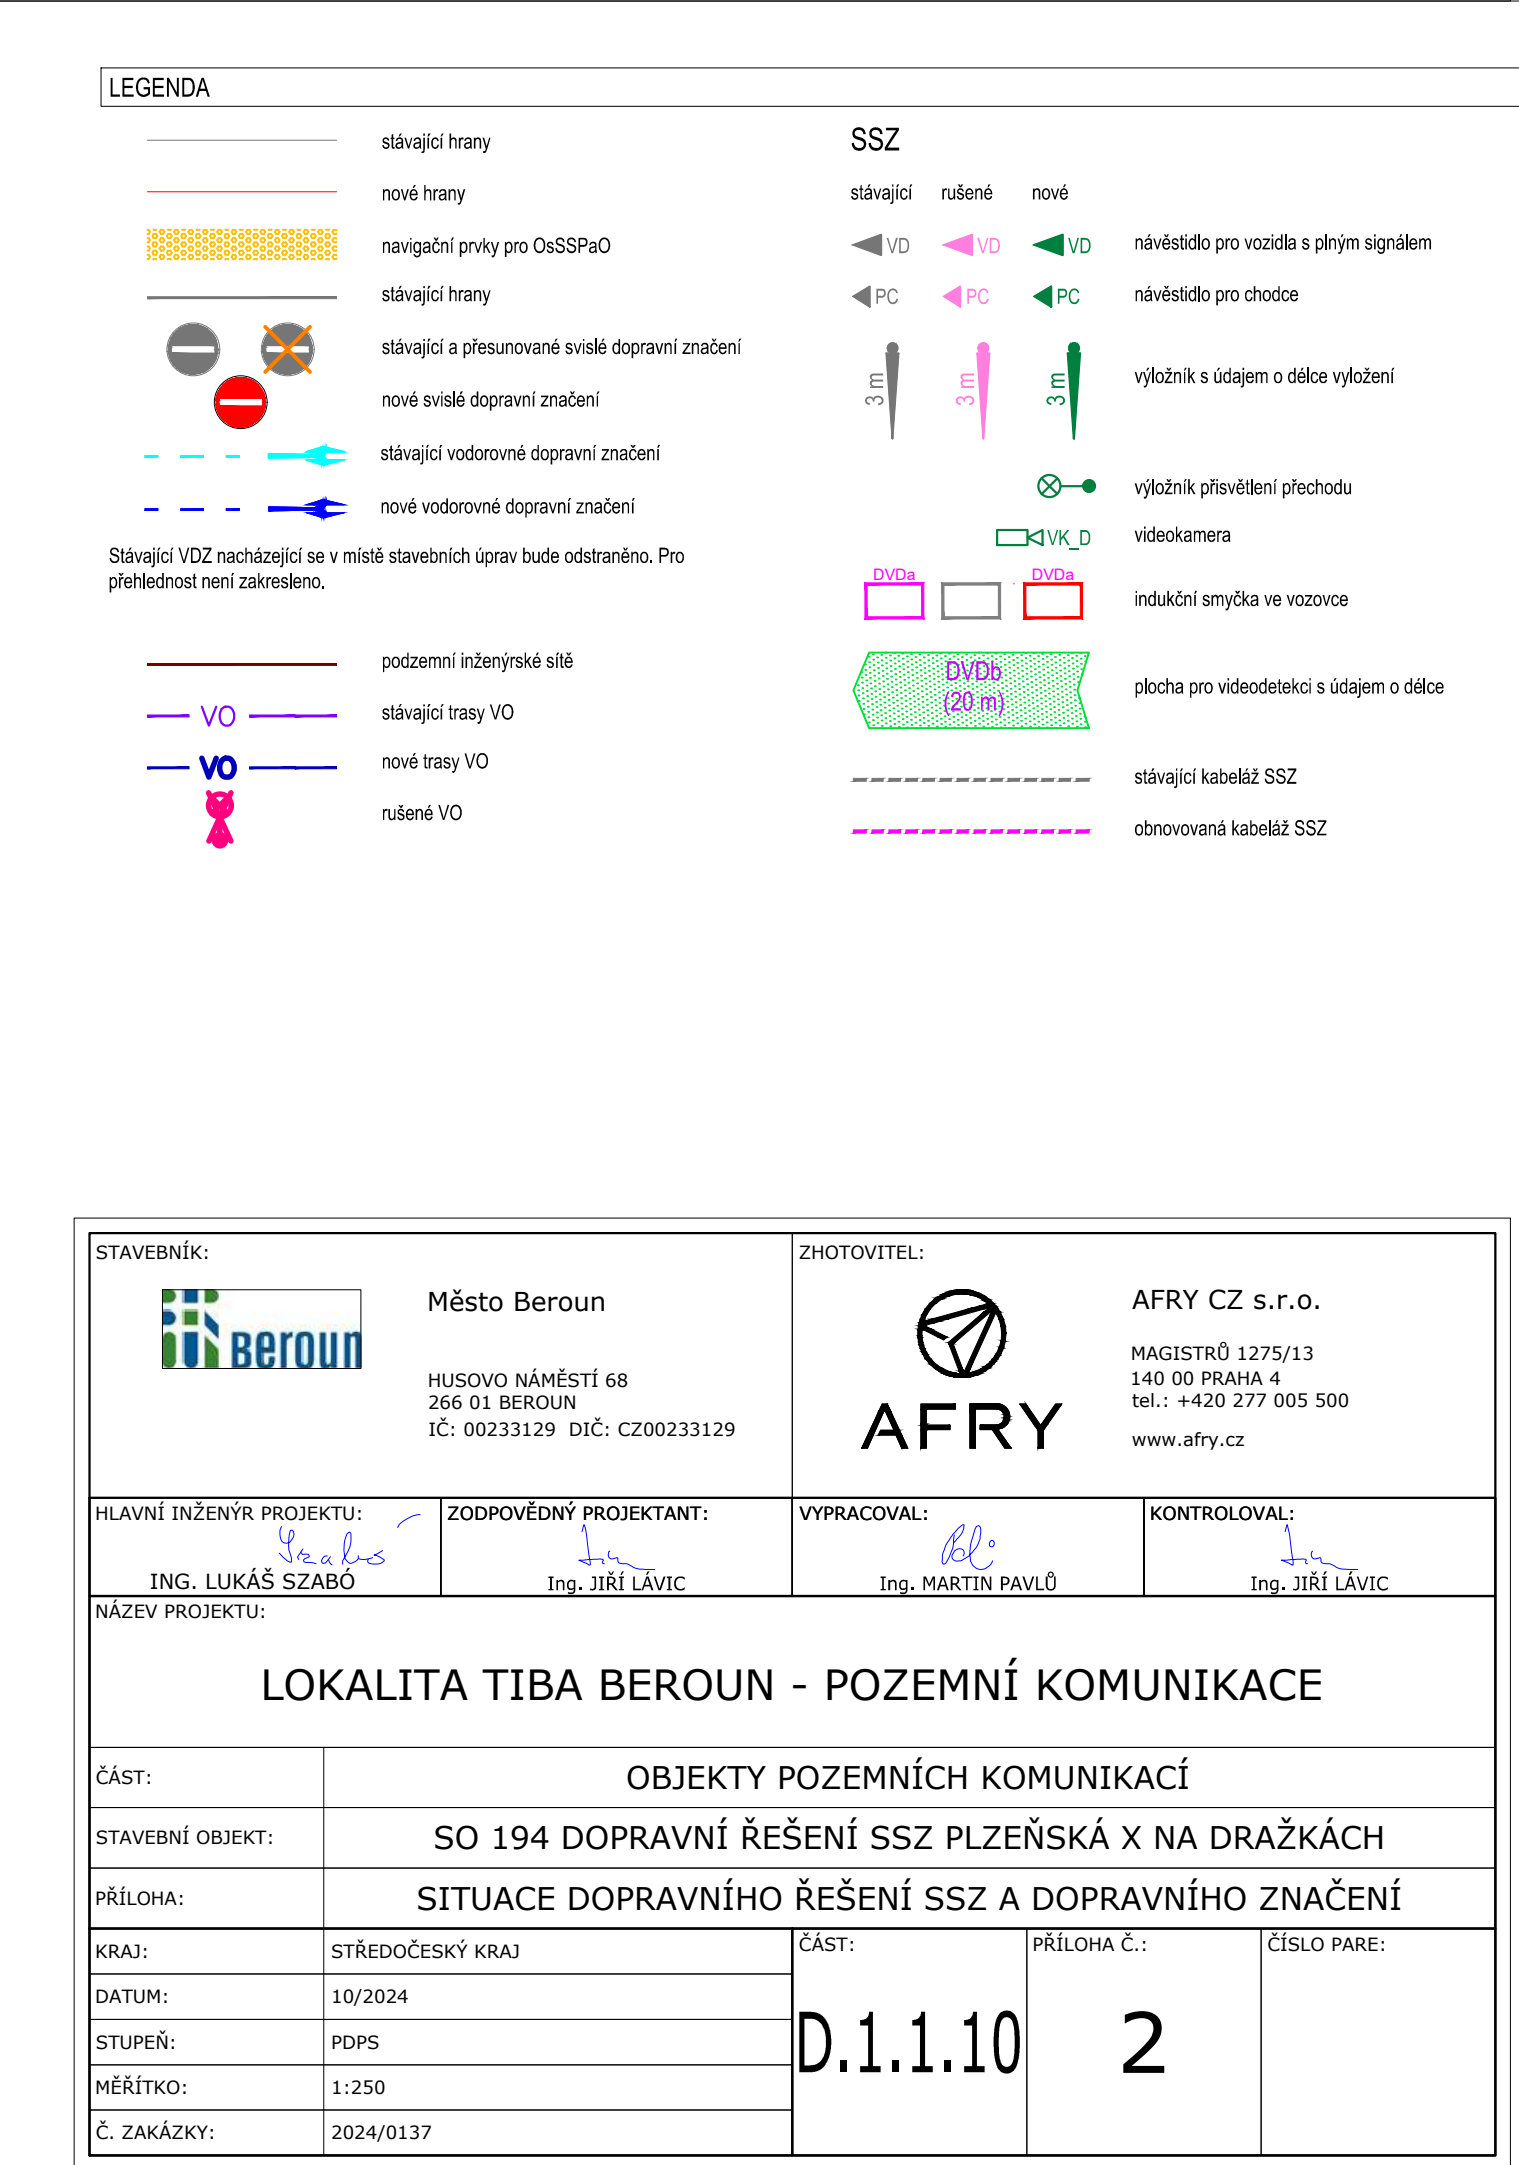 LEGENDA
stávající hrany
nové hrany
navigační prvky pro OsSSPaO
stávající hrany
stávající a přesunované svislé dopravní značení
nové svislé dopravní značení
stávající vodorovné dopravní značení
nové vodorovné dopravní značení
Stávající VDZ nacházející se v místě stavebních úprav bude odstraněno. Pro
přehlednost není zakresleno.
podzemní inženýrské sítě
VO stávající trasy VO
VO nové trasy VO
rušené VO
SSZ
stávající rušené nové
VD VD VD návěstidlo pro vozidla s plným signálem
PC PC PC návěstidlo pro chodce
3 m 3 m 3 m výložník s údajem o délce vyložení
výložník přisvětlení přechodu
VK_D videokamera
DVDa DVDa
indukční smyčka ve vozovce
DVDb
(20 m)
plocha pro videodetekci s údajem o délce
stávající kabeláž SSZ
obnovovaná kabeláž SSZ
STAVEBNÍK:
Beroun
Město Beroun
HUSOVO NÁMĚSTÍ 68
266 01 BEROUN
IČ: 00233129 DIČ: CZ00233129
ZHOTOVITEL:
AFRY
AFRY CZ s.r.o.
MAGISTRŮ 1275/13
140 00 PRAHA 4
tel.: +420 277 005 500
www.afry.cz
HLAVNÍ INŽENÝR PROJEKTU:
Szabó
ING. LUKÁŠ SZABÓ
ZODPOVĚDNÝ PROJEKTANT:
Ing. JIŘÍ LÁVIC
VYPRACOVAL:
Ing. MARTIN PAVLŮ
KONTROLOVAL:
Ing. JIŘÍ LÁVIC
NÁZEV PROJEKTU:
LOKALITA TIBA BEROUN - POZEMNÍ KOMUNIKACE
ČÁST: OBJEKTY POZEMNÍCH KOMUNIKACÍ
STAVEBNÍ OBJEKT: SO 194 DOPRAVNÍ ŘEŠENÍ SSZ PLZEŇSKÁ X NA DRAŽKÁCH
PŘÍLOHA: SITUACE DOPRAVNÍHO ŘEŠENÍ SSZ A DOPRAVNÍHO ZNAČENÍ
KRAJ: STŘEDOČESKÝ KRAJ
DATUM: 10/2024
STUPEŇ: PDPS
MĚŘÍTKO: 1:250
Č. ZAKÁZKY: 2024/0137
ČÁST:
D.1.1.10
PŘÍLOHA Č.:
2
ČÍSLO PARE: